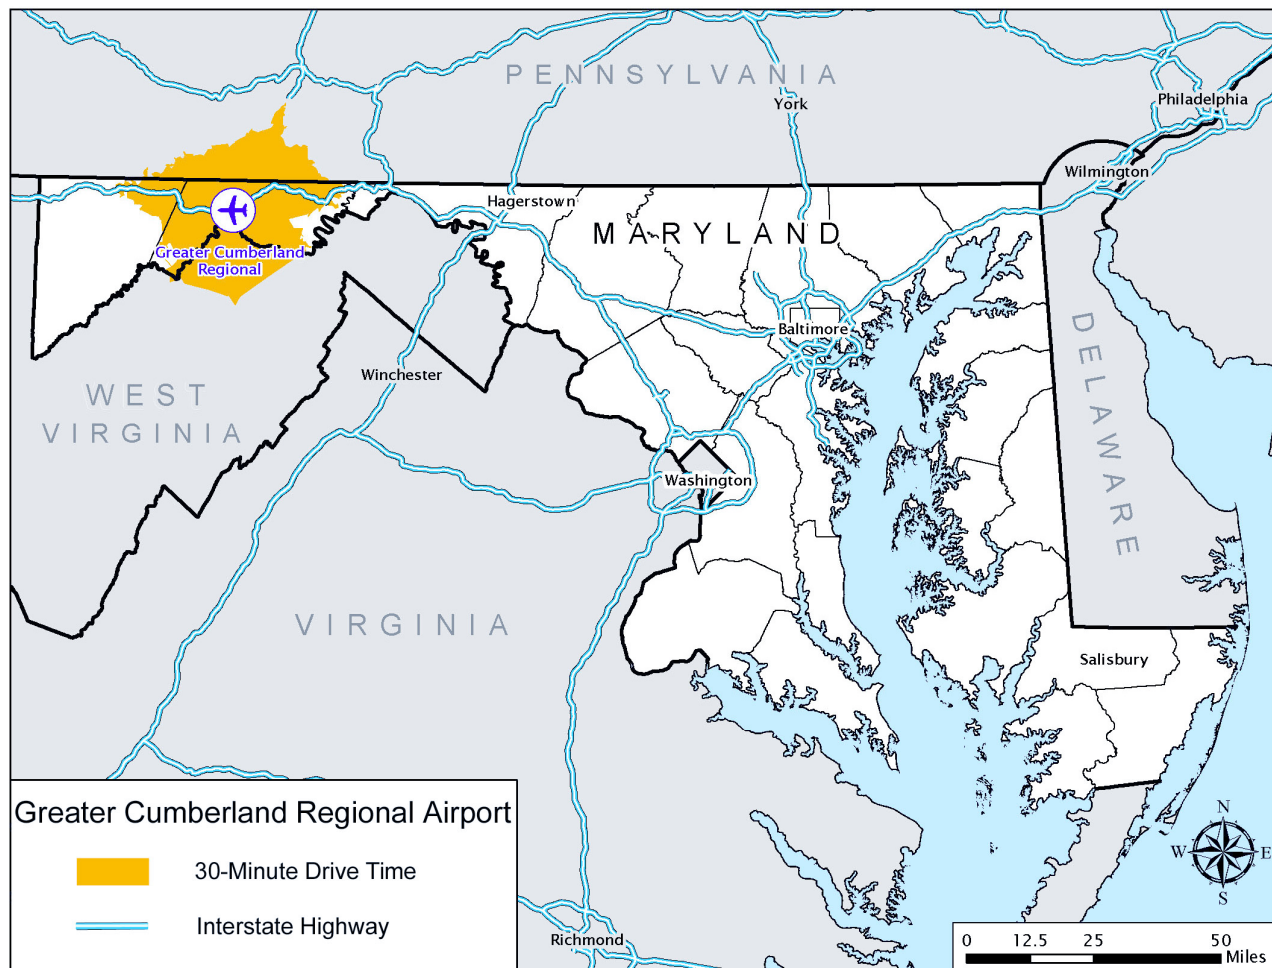 PENNSYLVANIA
York
Philadelphia
Wilmington
Hagerstown
MARYLAND
Greater Cumberland
Regional
Baltimore
DELAWARE
Winchester
WEST
VIRGINIA
Washington
VIRGINIA
Salisbury
Greater Cumberland Regional Airport
30-Minute Drive Time
Interstate Highway
Richmond
N
W E
S
0 12.5 25 50
Miles